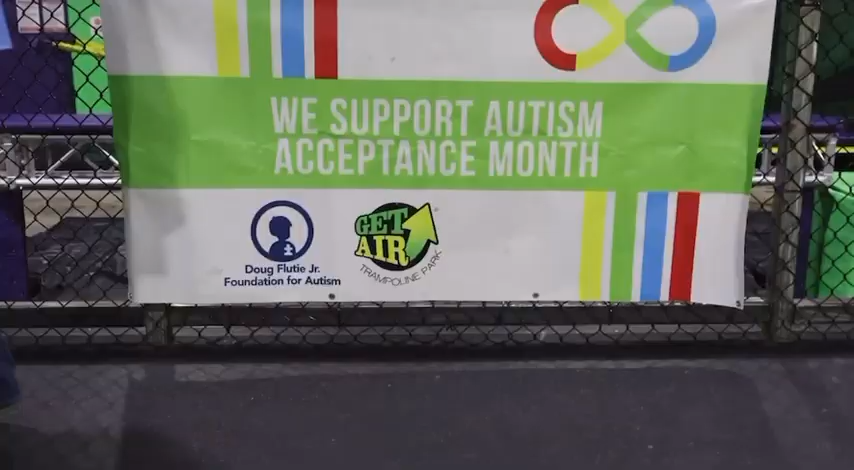 WE SUPPORT AUTISM
ACCEPTANCE MONTH
Doug Flutie Jr.
Foundation for Autism
GET
AIR
TRAMPOLINE PARK